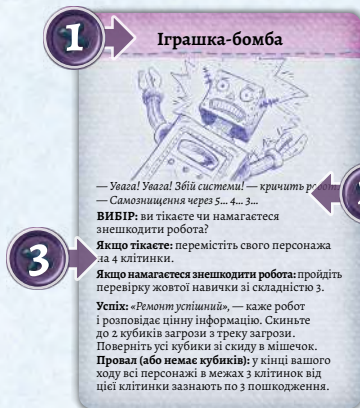 1
Іграшка-бомба
— Увага! Увага! Збій системи! — кричить
— Самознищення через 5... 4... 3...
ВИБІР: ви тікаєте чи намагаєтеся
знешкодити робота?
3
Якщо тікаєте: перемістіть свого персонажа
на 4 клітинки.
Якщо намагаєтеся знешкодити робота: пройдіть
перевірку жовтої навички зі складністю 3.
Успіх: «Ремонт успішний», — каже робот
і розповідає цінну інформацію. Скиньте
до 2 кубиків загрози з треку загрози.
Поверніть усі кубики зі скиду в мішечок.
Провал (або немає кубиків): у кінці вашого
ходу всі персонажі в межах 3 клітинок від
цієї клітинки зазнають по 3 пошкодження.